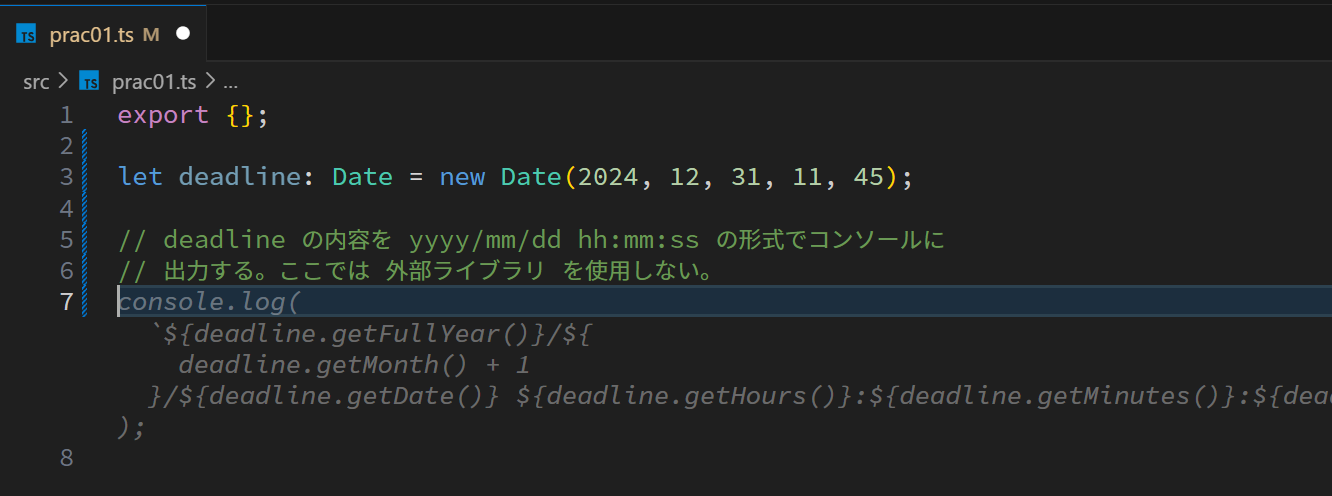 TS prac01.ts M
src > TS prac01.ts > ...
1 export {};
2
3 let deadline: Date = new Date(2024, 12, 31, 11, 45);
4
5 // deadline の内容を yyyy/mm/dd hh:mm:ss の形式でコンソールに
6 // 出力する。ここでは 外部ライブラリ を使用しない。
7 console.log(
`${deadline.getFullYear()}/${
deadline.getMonth() + 1
}/${deadline.getDate()} ${deadline.getHours()}:${deadline.getMinutes()}:${
);
8